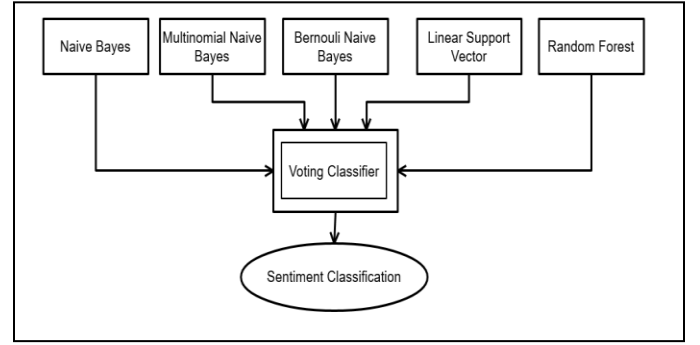 Naive Bayes
Multinomial Naive
Bayes
Bernouli Naive
Bayes
Linear Support
Vector
Random Forest
Voting Classifier
Sentiment Classification